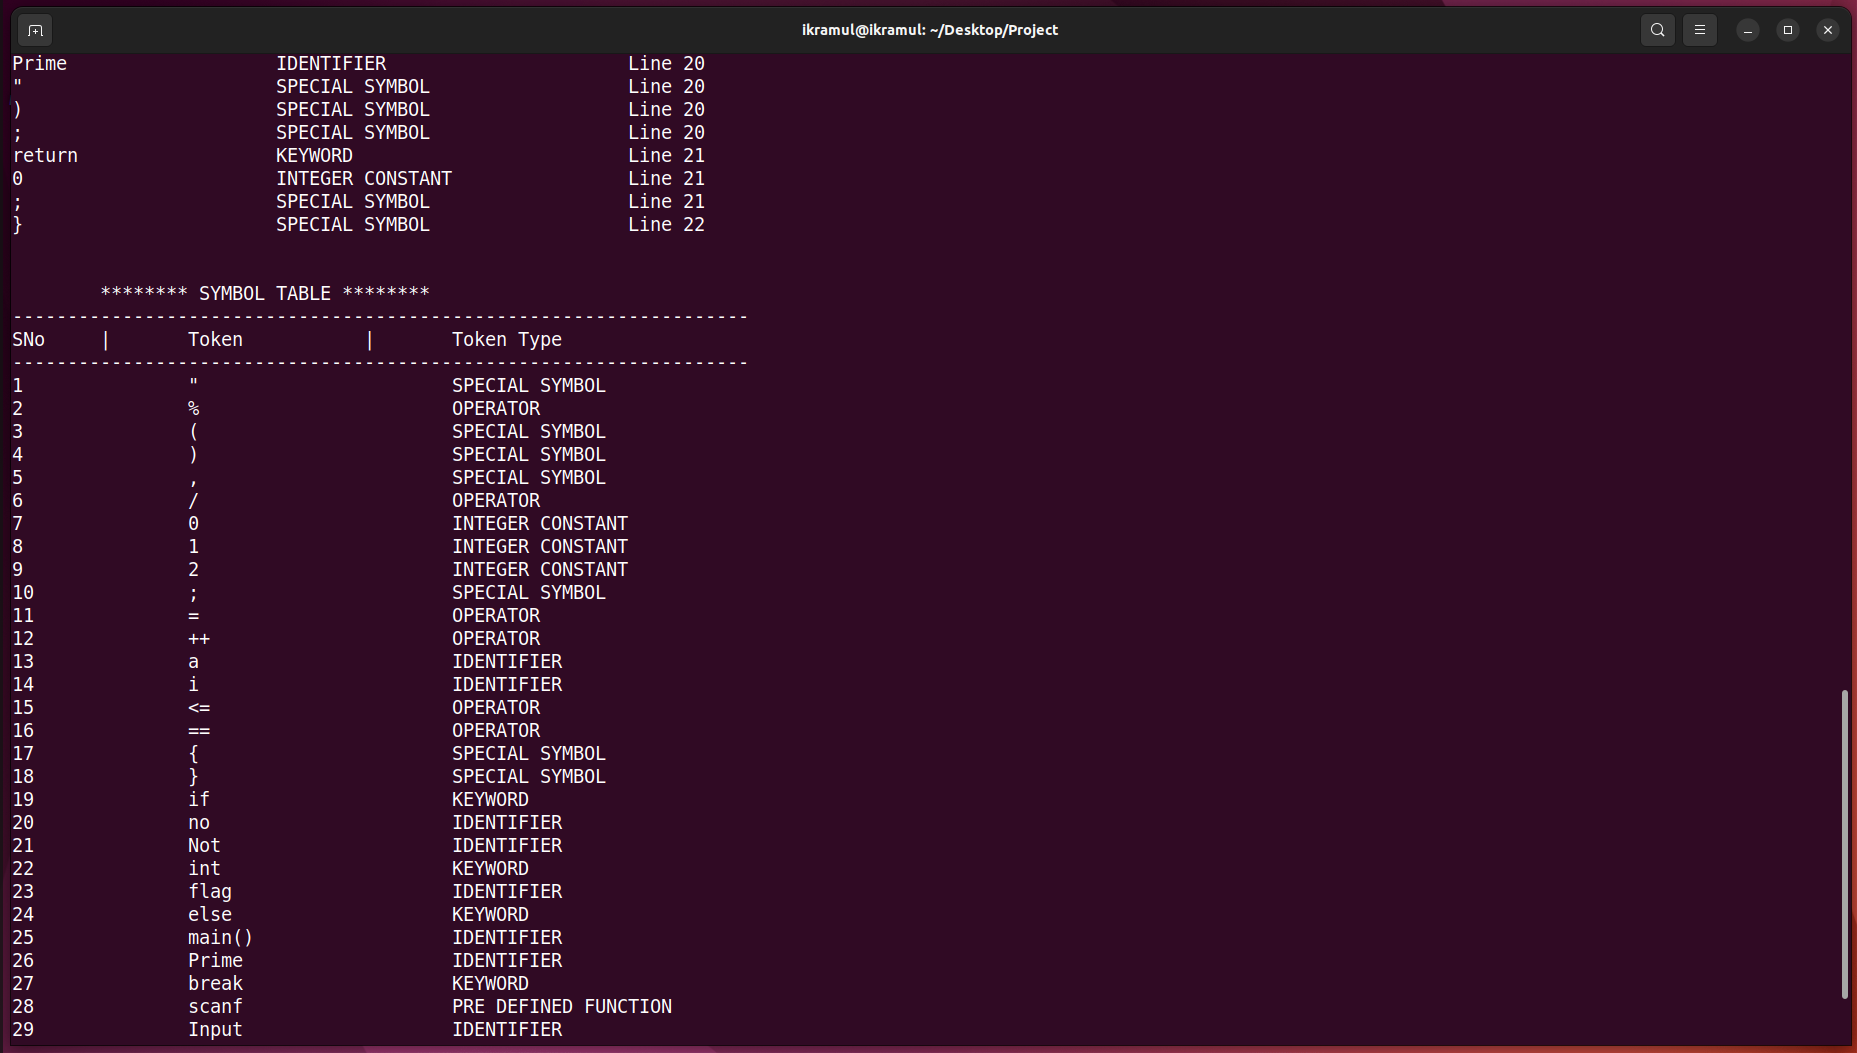 ikramul@ikramul: ~/Desktop/Project
Prime IDENTIFIER Line 20
" SPECIAL SYMBOL Line 20
) SPECIAL SYMBOL Line 20
; SPECIAL SYMBOL Line 20
return KEYWORD Line 21
0 INTEGER CONSTANT Line 21
; SPECIAL SYMBOL Line 21
} SPECIAL SYMBOL Line 22
******** SYMBOL TABLE ********
-------------------------------------------------------------------
SNo | Token | Token Type
-------------------------------------------------------------------
1 " SPECIAL SYMBOL
2 % OPERATOR
3 ( SPECIAL SYMBOL
4 ) SPECIAL SYMBOL
5 , SPECIAL SYMBOL
6 / OPERATOR
7 0 INTEGER CONSTANT
8 1 INTEGER CONSTANT
9 2 INTEGER CONSTANT
10 ; SPECIAL SYMBOL
11 = OPERATOR
12 ++ OPERATOR
13 a IDENTIFIER
14 i IDENTIFIER
15 <= OPERATOR
16 == OPERATOR
17 { SPECIAL SYMBOL
18 } SPECIAL SYMBOL
19 if KEYWORD
20 no IDENTIFIER
21 Not IDENTIFIER
22 int KEYWORD
23 flag IDENTIFIER
24 else KEYWORD
25 main() IDENTIFIER
26 Prime IDENTIFIER
27 break KEYWORD
28 scanf PRE DEFINED FUNCTION
29 Input IDENTIFIER